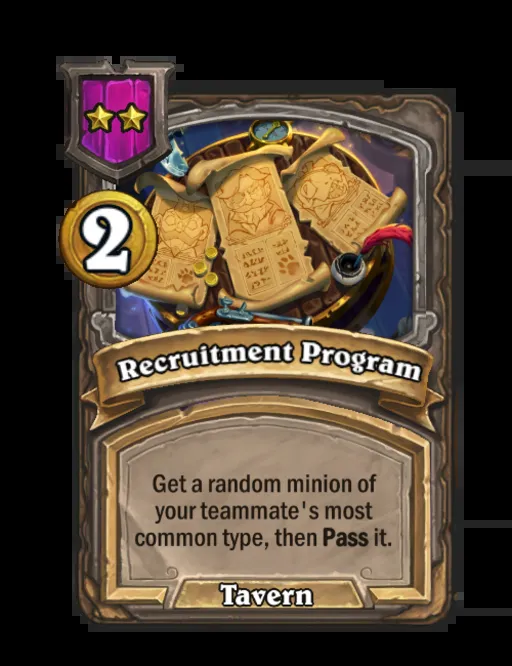 2
Recruitment Program
Get a random minion of
your teammate's most
common type, then Pass it.
Tavern